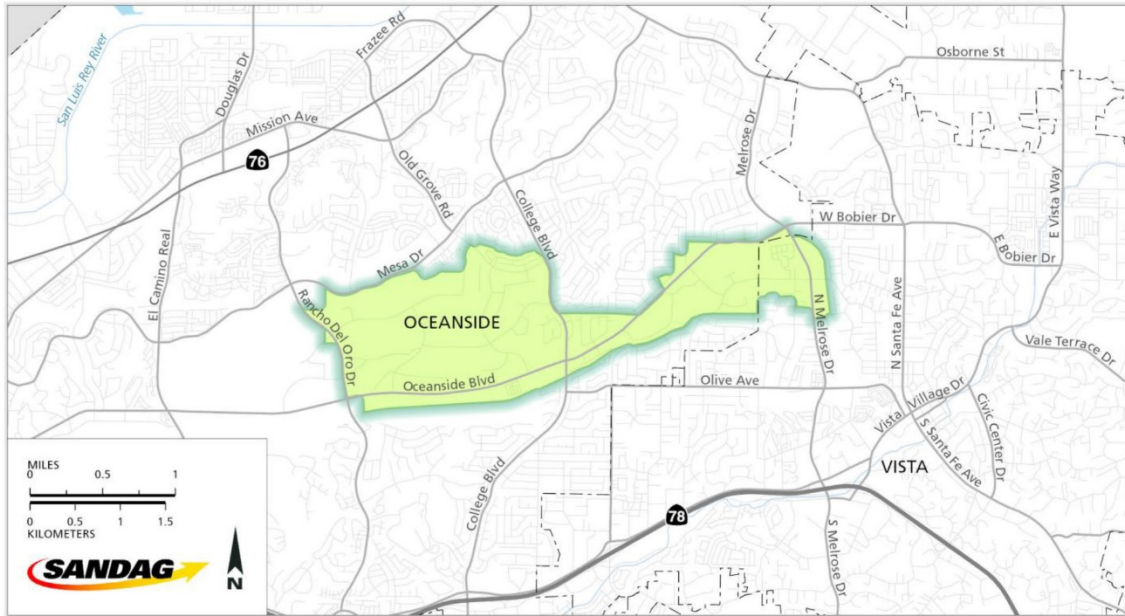 Osborne St
Frazee Rd
San Luis Rey River
Douglas Dr
Mission Ave
76
Old Grove Rd
College Blvd
Melrose Dr
W Bobier Dr
E Vista Way
E Bobier Dr
El Camino Real
Mesa Dr
Rancho Del Oro Dr
OCEANSIDE
N Santa Fe Ave
N Melrose Dr
Vale Terrace Dr
Oceanside Blvd
Olive Ave
Vista Village Dr
Civic Center Dr
S Santa Fe Ave
VISTA
College Blvd
78
S Melrose Dr
MILES
0 0.5 1
0 0.5 1 1.5
KILOMETERS
SANDAG
N